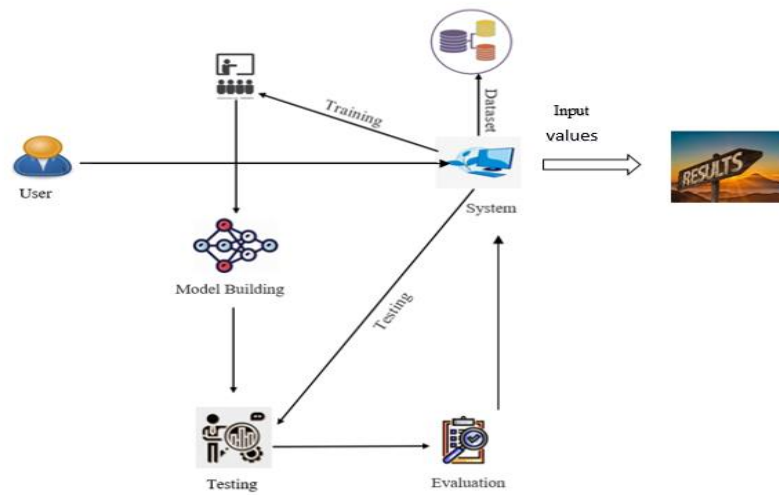 Training
Dataset
Input
values
RESULTS
User
System
Model Building
Testing
Testing
Evaluation